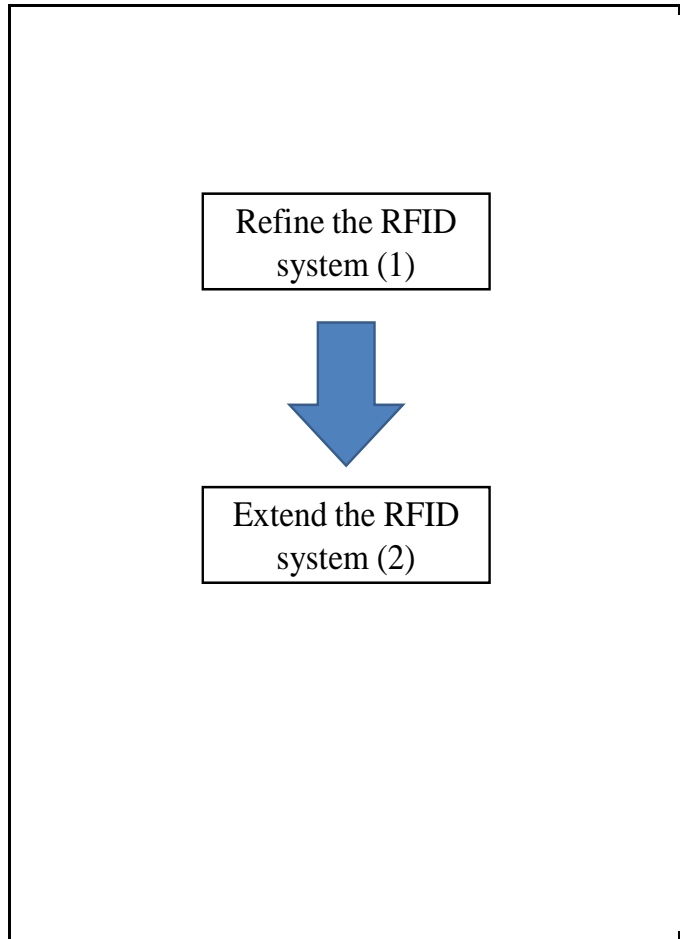 Refine the RFID
system (1)
Extend the RFID
system (2)